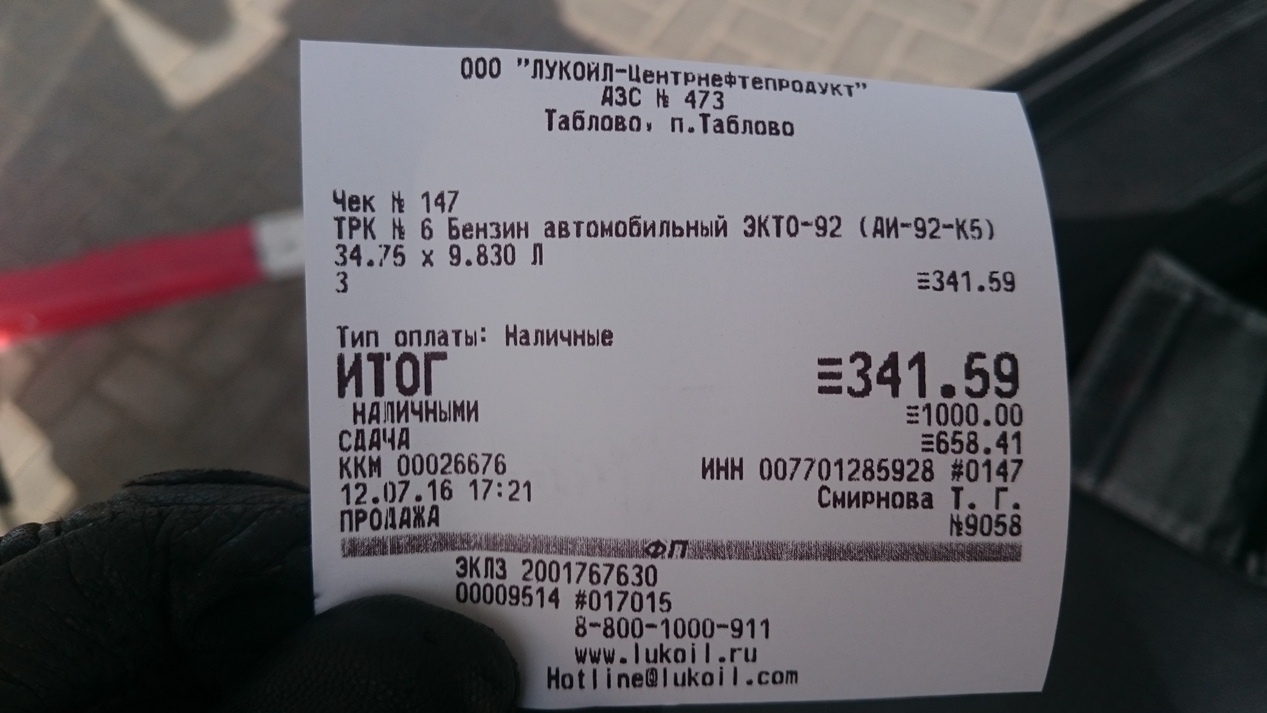 ООО "ЛУКОЙЛ-Центрнефтепродукт"
АЗС № 473
Таблово, п.Таблово
Чек № 147
ТРК № 6 Бензин автомобильный ЭКТО-92 (АИ-92-К5)
34.75 x 9.830 Л
3 ≡341.59
Тип оплаты: Наличные
ИТОГ ≡341.59
НАЛИЧНЫМИ ≡1000.00
СДАЧА ≡658.41
ККМ 00026676 ИНН 007701285928 #0147
12.07.16 17:21 Смирнова Т. Г.
ПРОДАЖА №9058
ФП
ЭКЛЗ 2001767630
00009514 #017015
8-800-1000-911
www.lukoil.ru
Hotline@lukoil.com